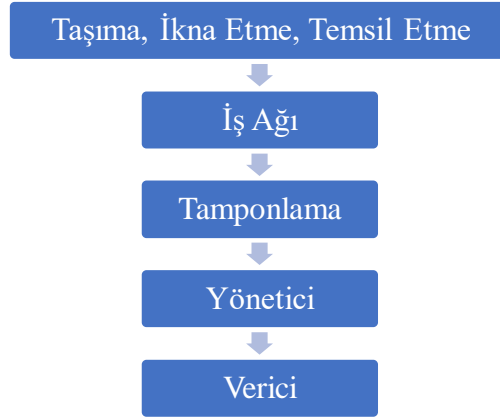 Taşıma, İkna Etme, Temsil Etme
İş Ağı
Tamponlama
Yönetici
Verici